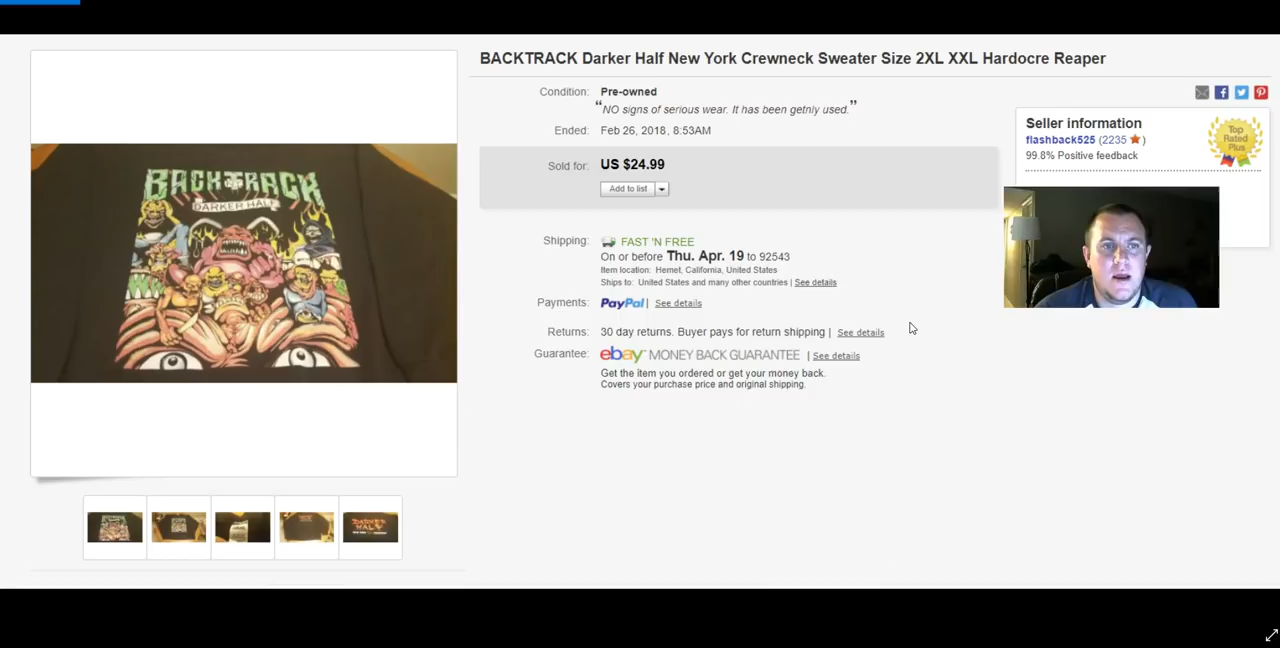 BACKTRACK Darker Half New York Crewneck Sweater Size 2XL XXL Hardocre Reaper
Condition: Pre-owned
“NO signs of serious wear. It has been getniy used.”
Ended: Feb 26, 2018, 8:53AM
Sold for: US $24.99
Add to list
Shipping: FAST 'N FREE
On or before Thu. Apr. 19 to 92543
Item location: Hemet, California, United States
Ships to: United States and many other countries | See details
Payments: PayPal | See details
Returns: 30 day returns. Buyer pays for return shipping | See details
Guarantee: ebay MONEY BACK GUARANTEE | See details
Get the item you ordered or get your money back.
Covers your purchase price and original shipping.
Seller information
flashback525 (2235 ★)
99.8% Positive feedback
Top
Rated
Plus
BACKTRACK
DARKER HALF
DARKER
HALF